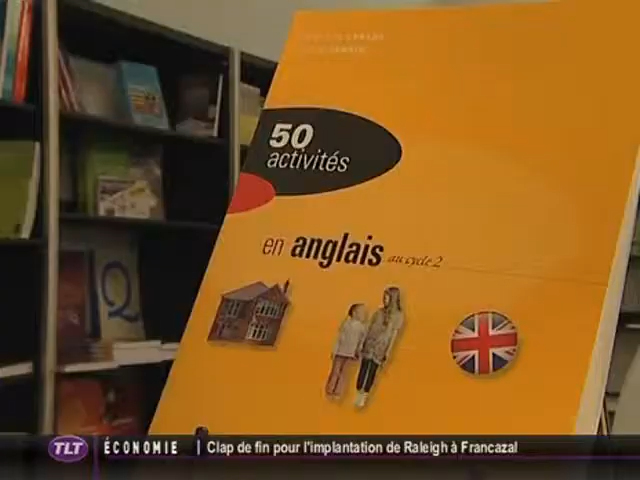 50
activités
en anglais au cycle 2
TLT ÉCONOMIE | Clap de fin pour l'implantation de Raleigh à Francazal